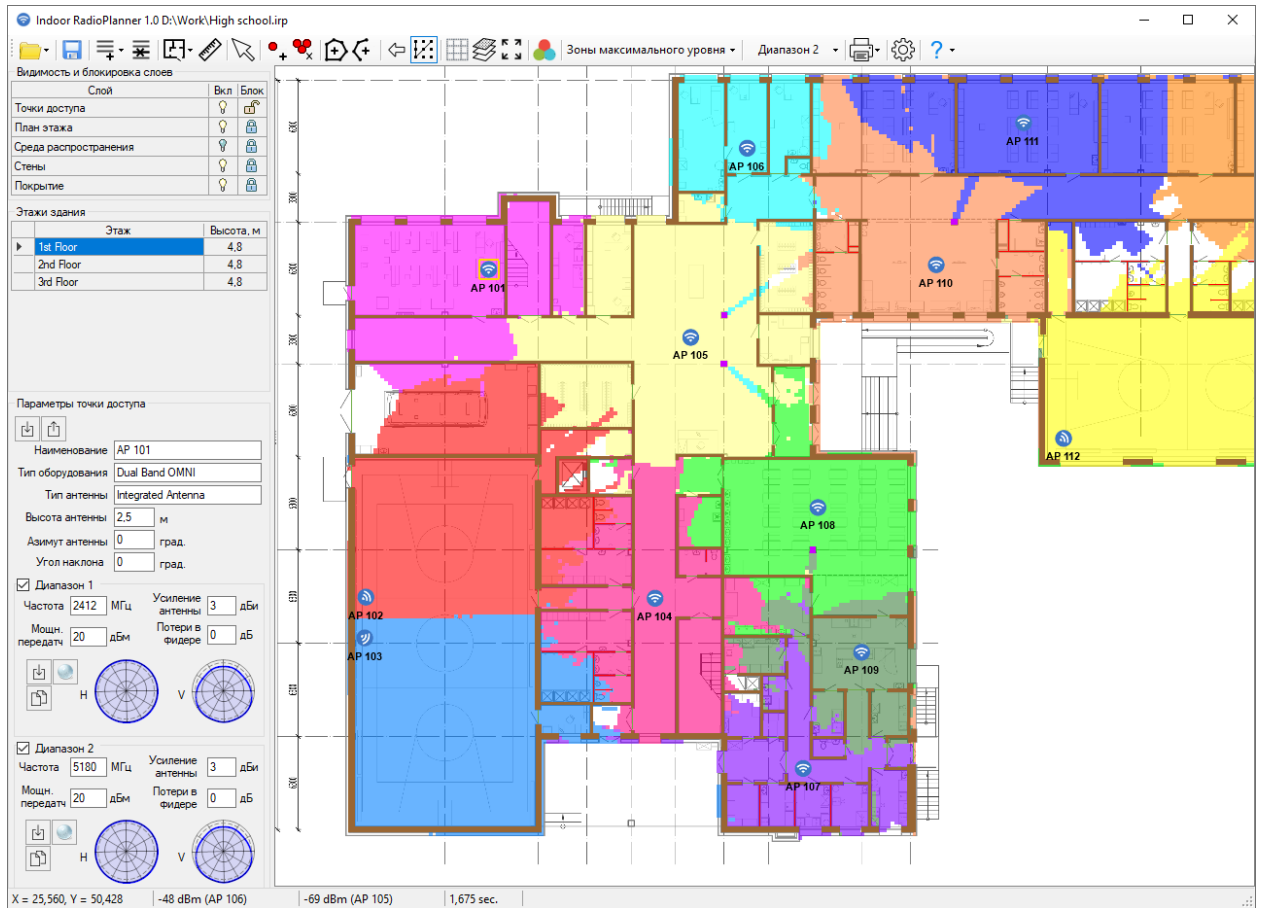 Indoor RadioPlanner 1.0 D:\Work\High school.irp
Зоны максимального уровня
Диапазон 2
?
Видимость и блокировка слоев
Слой Вкл Блок
Точки доступа
План этажа
Среда распространения
Стены
Покрытие
Этажи здания
Этаж Высота, м
1st Floor 4,8
2nd Floor 4,8
3rd Floor 4,8
Параметры точки доступа
Наименование AP 101
Тип оборудования Dual Band OMNI
Тип антенны Integrated Antenna
Высота антенны 2,5 м
Азимут антенны 0 град.
Угол наклона 0 град.
Диапазон 1
Частота 2412 МГц Усиление антенны 3 дБи
Мощн. передатч 20 дБм Потери в фидере 0 дБ
H V
Диапазон 2
Частота 5180 МГц Усиление антенны 3 дБи
Мощн. передатч 20 дБм Потери в фидере 0 дБ
H V
AP 111
AP 106
AP 101
AP 110
AP 105
AP 112
AP 108
AP 102
AP 104
AP 103
AP 109
AP 107
X = 25,560, Y = 50,428 -48 dBm (AP 106) -69 dBm (AP 105) 1,675 sec.